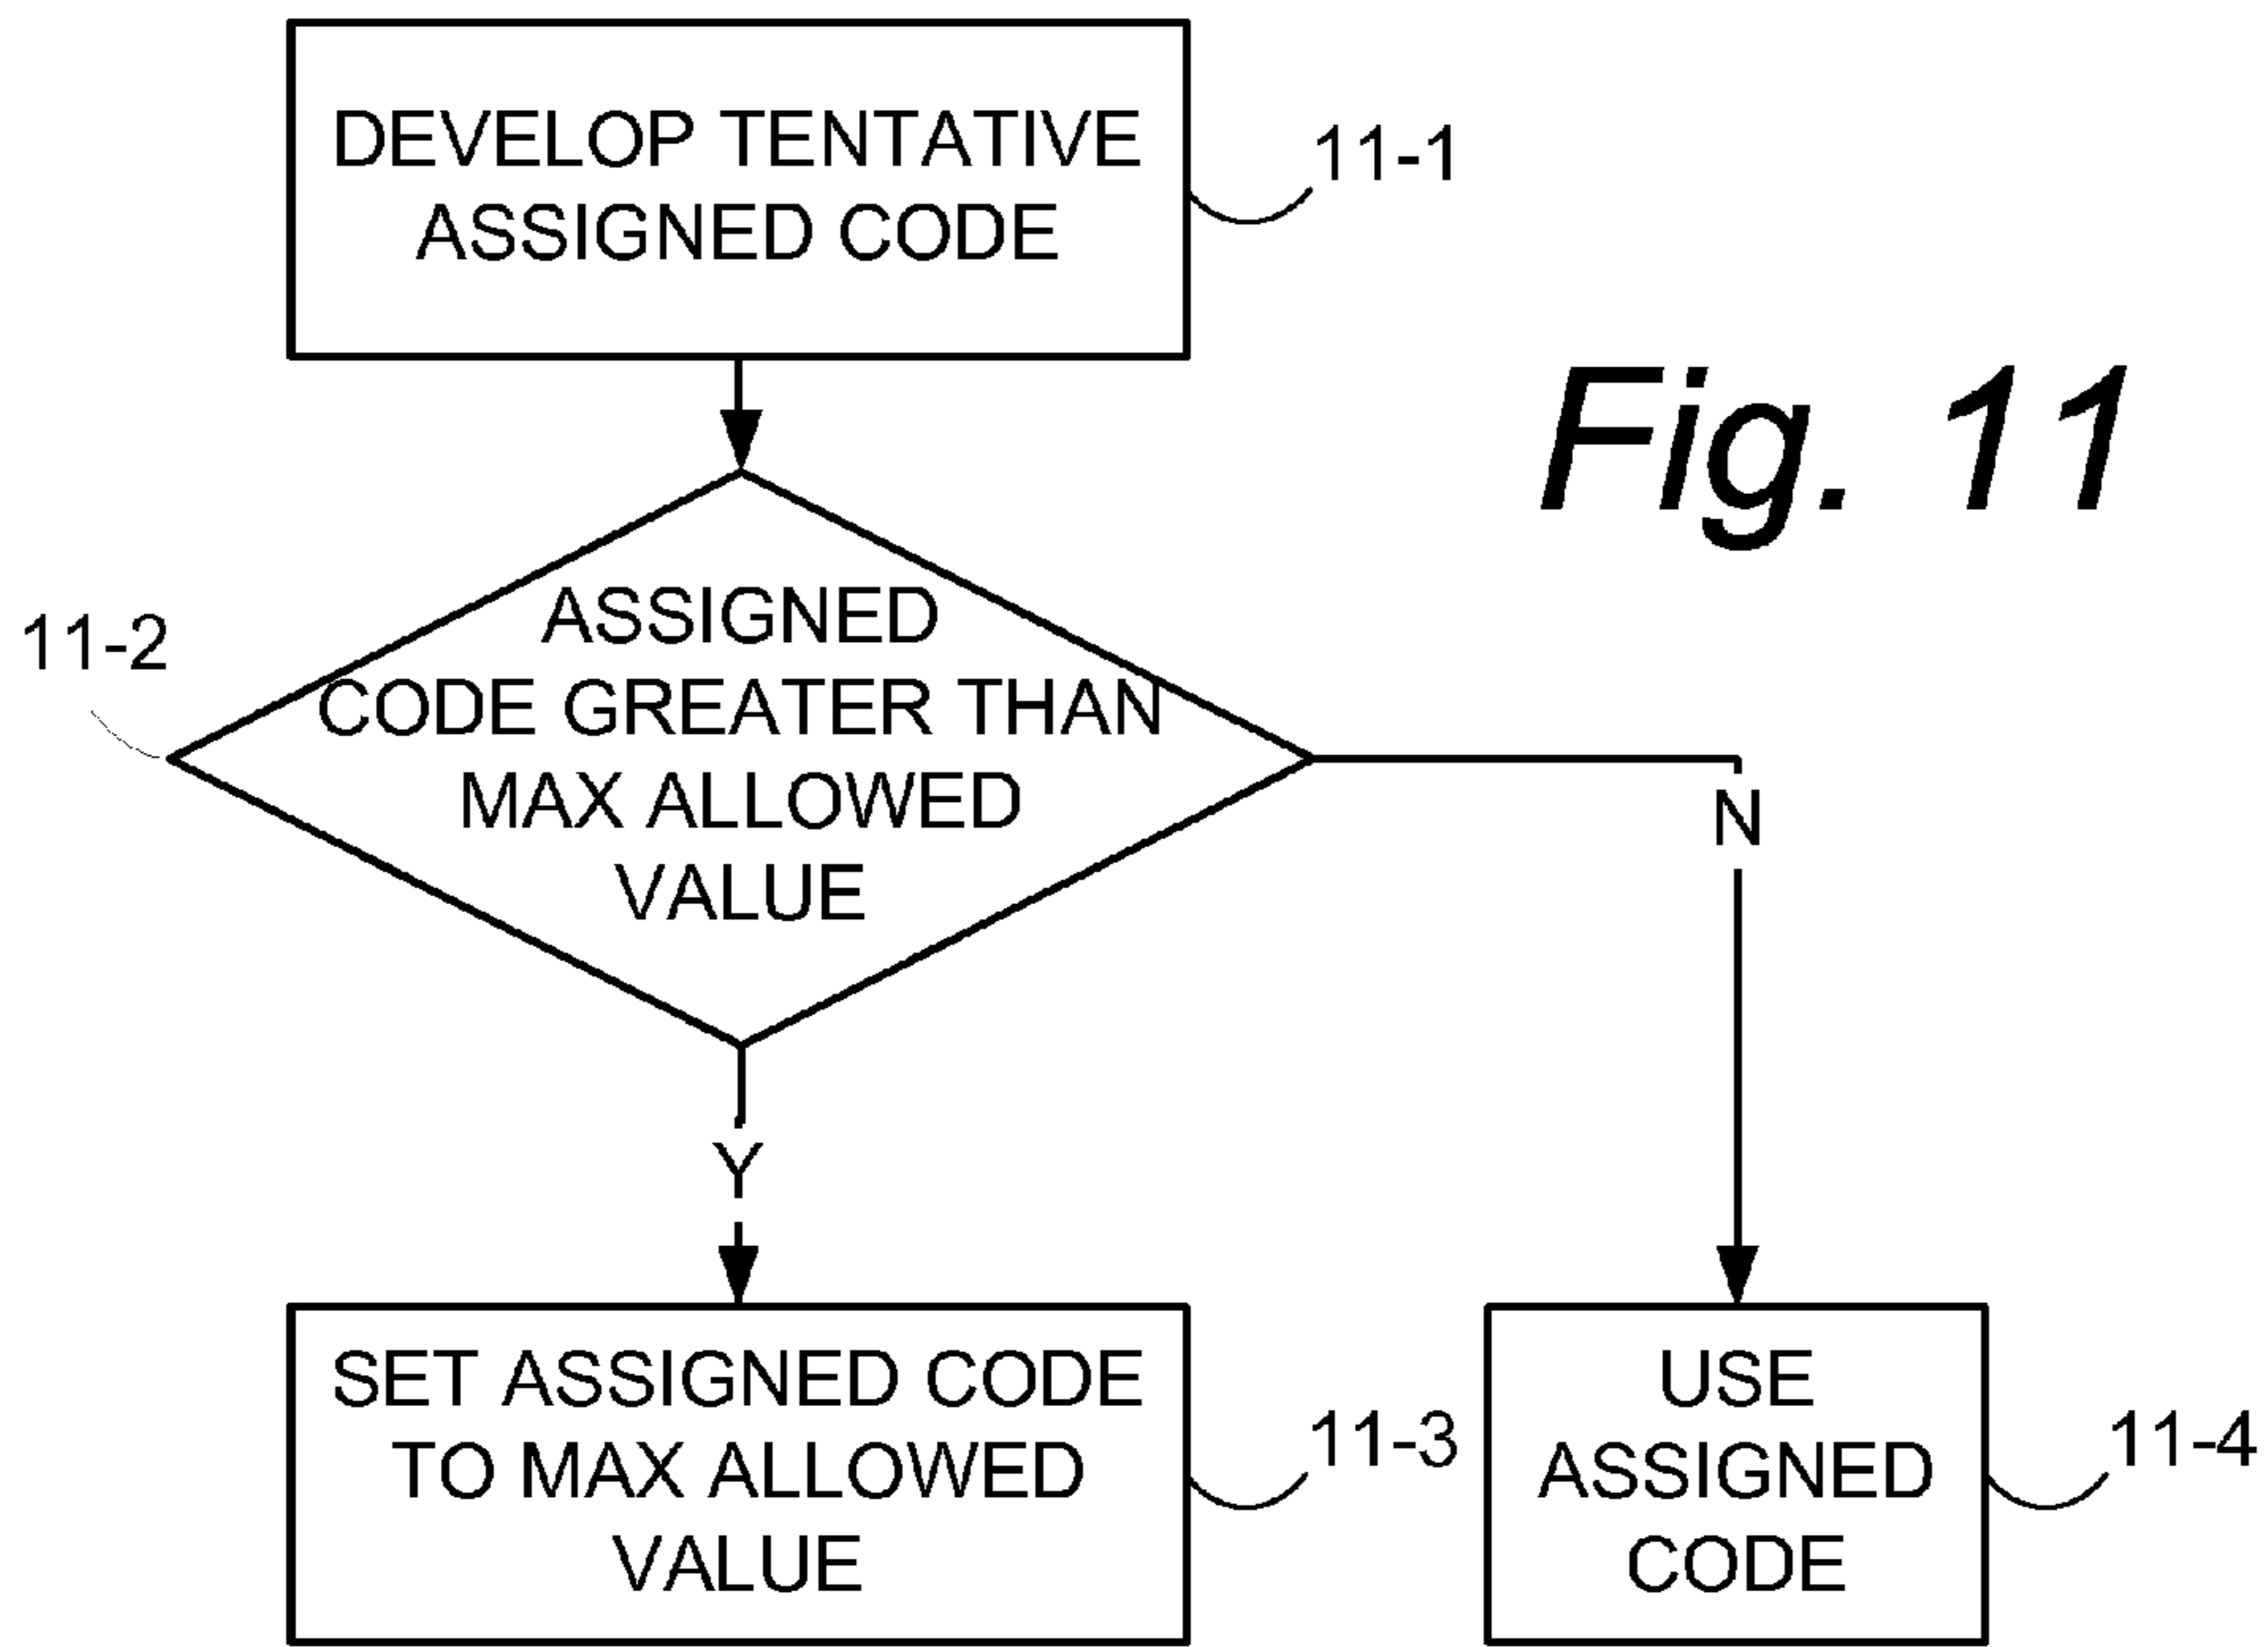 DEVELOP TENTATIVE
ASSIGNED CODE
11-1
Fig. 11
11-2
ASSIGNED
CODE GREATER THAN
MAX ALLOWED
VALUE
N
Y
SET ASSIGNED CODE
TO MAX ALLOWED
VALUE
11-3
USE
ASSIGNED
CODE
11-4